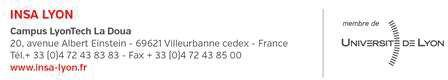 INSA LYON
Campus LyonTech La Doua
20, avenue Albert Einstein - 69621 Villeurbanne cedex - France
Tél.+ 33 (0)4 72 43 83 83 - Fax + 33 (0)4 72 43 85 00
www.insa-lyon.fr
membre de
UNIVERSITÉ DE LYON